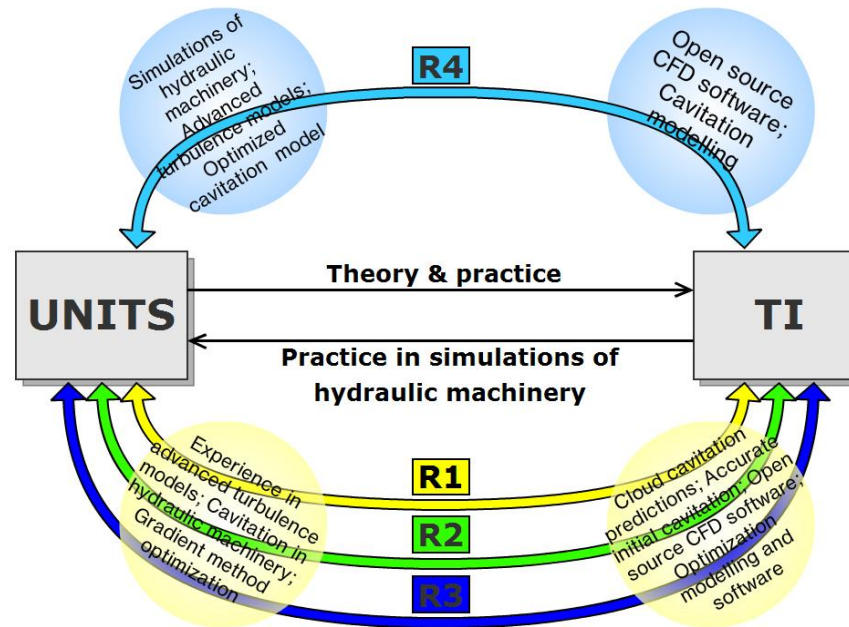 R4
Simulations of
hydraulic
machinery;
Advanced
turbulence models;
Optimized
cavitation model
Open source
CFD software;
Cavitation
modelling
UNITS
Theory & practice
TI
Practice in simulations of
hydraulic machinery
Experience in
advanced turbulence
models; Cavitation in
hydraulic machinery;
Gradient method
optimization
R1
R2
R3
Cloud cavitation
predictions; Accurate
initial cavitation; Open
source CFD software;
Optimization
modelling and
software